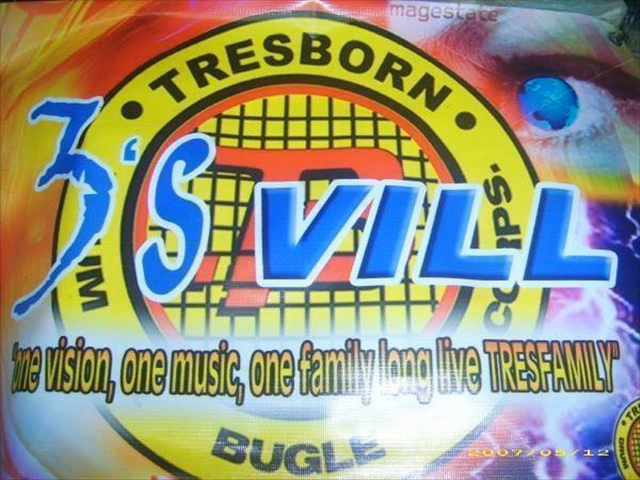 magestate
TRESBORN
3'S VILL
CORPS.
"one vision, one music, one family long live TRESFAMILY"
BUGLE
2007/05/12